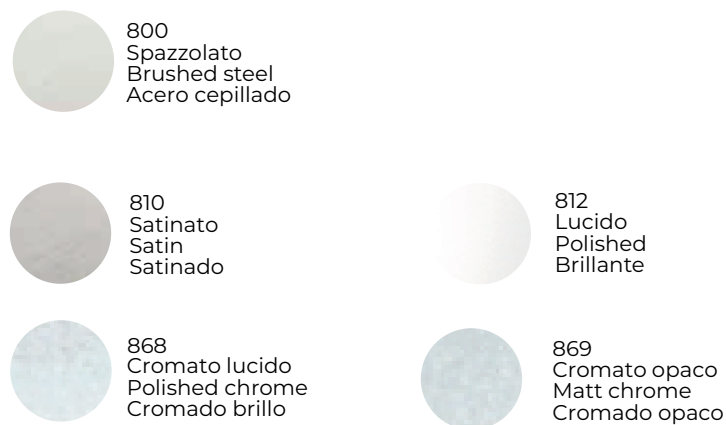 800
Spazzolato
Brushed steel
Acero cepillado
810
Satinato
Satin
Satinado
812
Lucido
Polished
Brillante
868
Cromato lucido
Polished chrome
Cromado brillo
869
Cromato opaco
Matt chrome
Cromado opaco